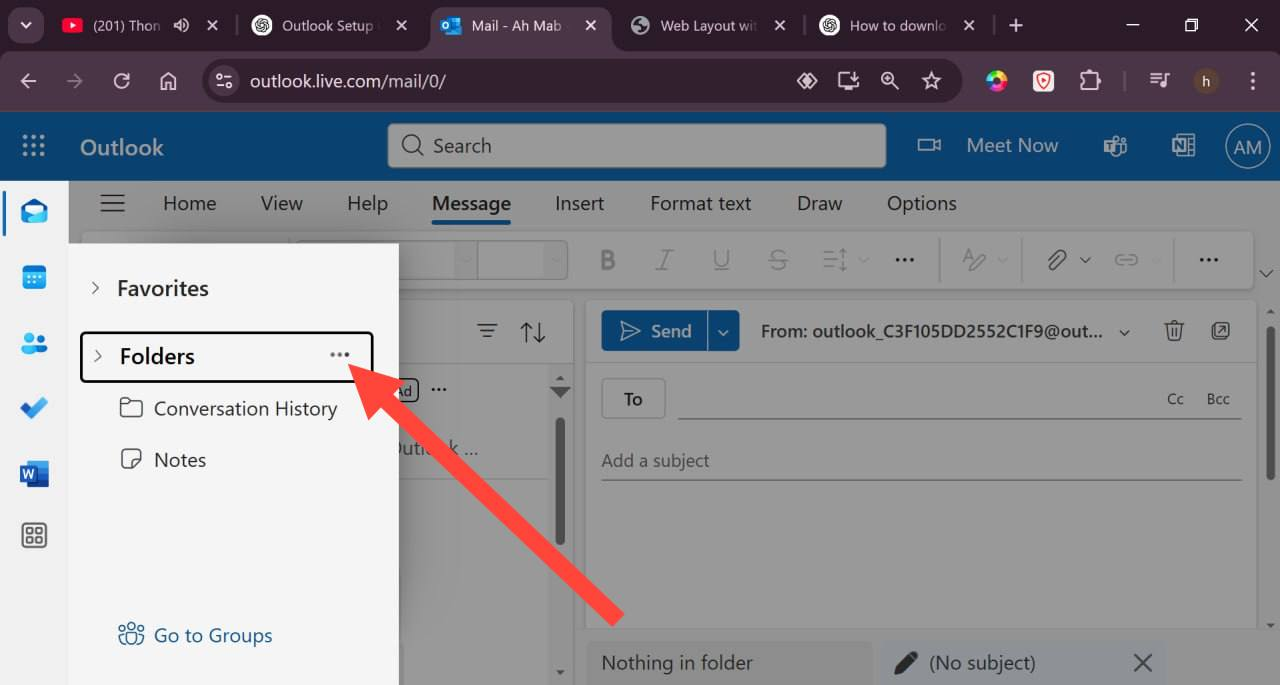 (201) Thon
Outlook Setup
Mail - Ah Mab
Web Layout wit
How to downlo
outlook.live.com/mail/0/
h
Outlook
Search
Meet Now
AM
Home View Help Message Insert Format text Draw Options
B I U S
Favorites
Folders
Conversation History
Notes
Go to Groups
Ad
Outlook ...
Send
From: outlook_C3F105DD2552C1F9@out...
To
Cc Bcc
Add a subject
Nothing in folder
(No subject)